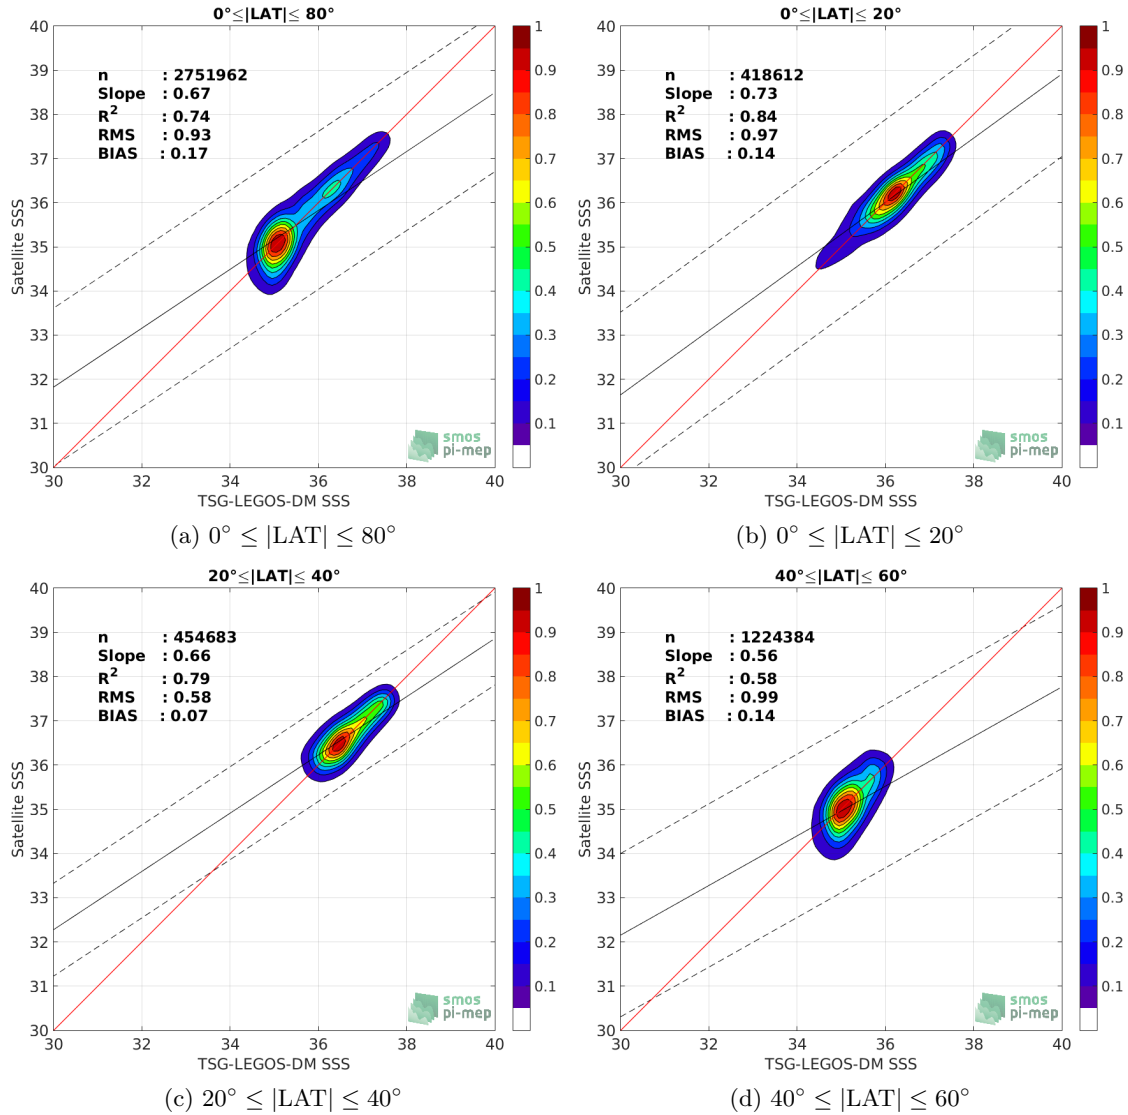 0°≤|LAT|≤ 80°
n : 2751962
Slope : 0.67
R² : 0.74
RMS : 0.93
BIAS : 0.17
40
39
38
37
36
35
34
33
32
31
30
Satellite SSS
30 32 34 36 38 40
TSG-LEGOS-DM SSS
1
0.9
0.8
0.7
0.6
0.5
0.4
0.3
0.2
0.1
smos
pi-mep
(a) 0° ≤ |LAT| ≤ 80°
0°≤|LAT|≤ 20°
n : 418612
Slope : 0.73
R² : 0.84
RMS : 0.97
BIAS : 0.14
40
39
38
37
36
35
34
33
32
31
30
Satellite SSS
30 32 34 36 38 40
TSG-LEGOS-DM SSS
1
0.9
0.8
0.7
0.6
0.5
0.4
0.3
0.2
0.1
smos
pi-mep
(b) 0° ≤ |LAT| ≤ 20°
20°≤|LAT|≤ 40°
n : 454683
Slope : 0.66
R² : 0.79
RMS : 0.58
BIAS : 0.07
40
39
38
37
36
35
34
33
32
31
30
Satellite SSS
30 32 34 36 38 40
TSG-LEGOS-DM SSS
1
0.9
0.8
0.7
0.6
0.5
0.4
0.3
0.2
0.1
smos
pi-mep
(c) 20° ≤ |LAT| ≤ 40°
40°≤|LAT|≤ 60°
n : 1224384
Slope : 0.56
R² : 0.58
RMS : 0.99
BIAS : 0.14
40
39
38
37
36
35
34
33
32
31
30
Satellite SSS
30 32 34 36 38 40
TSG-LEGOS-DM SSS
1
0.9
0.8
0.7
0.6
0.5
0.4
0.3
0.2
0.1
smos
pi-mep
(d) 40° ≤ |LAT| ≤ 60°